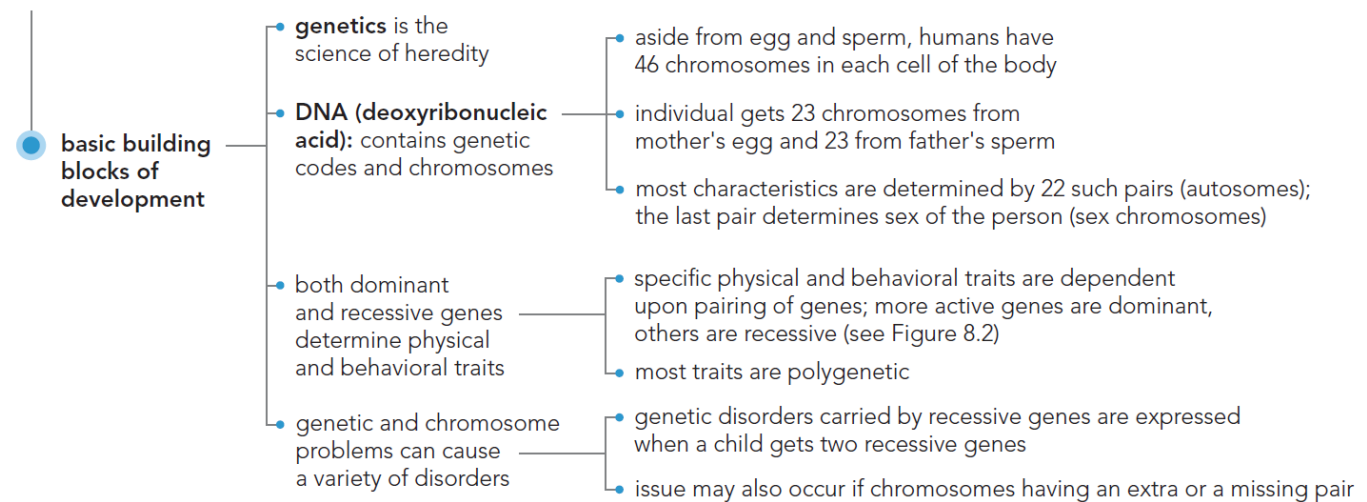 basic building
blocks of
development
genetics is the
science of heredity
DNA (deoxyribonucleic
acid): contains genetic
codes and chromosomes
aside from egg and sperm, humans have
46 chromosomes in each cell of the body
individual gets 23 chromosomes from
mother's egg and 23 from father's sperm
most characteristics are determined by 22 such pairs (autosomes);
the last pair determines sex of the person (sex chromosomes)
both dominant
and recessive genes
determine physical
and behavioral traits
specific physical and behavioral traits are dependent
upon pairing of genes; more active genes are dominant,
others are recessive (see Figure 8.2)
most traits are polygenetic
genetic and chromosome
problems can cause
a variety of disorders
genetic disorders carried by recessive genes are expressed
when a child gets two recessive genes
issue may also occur if chromosomes having an extra or a missing pair